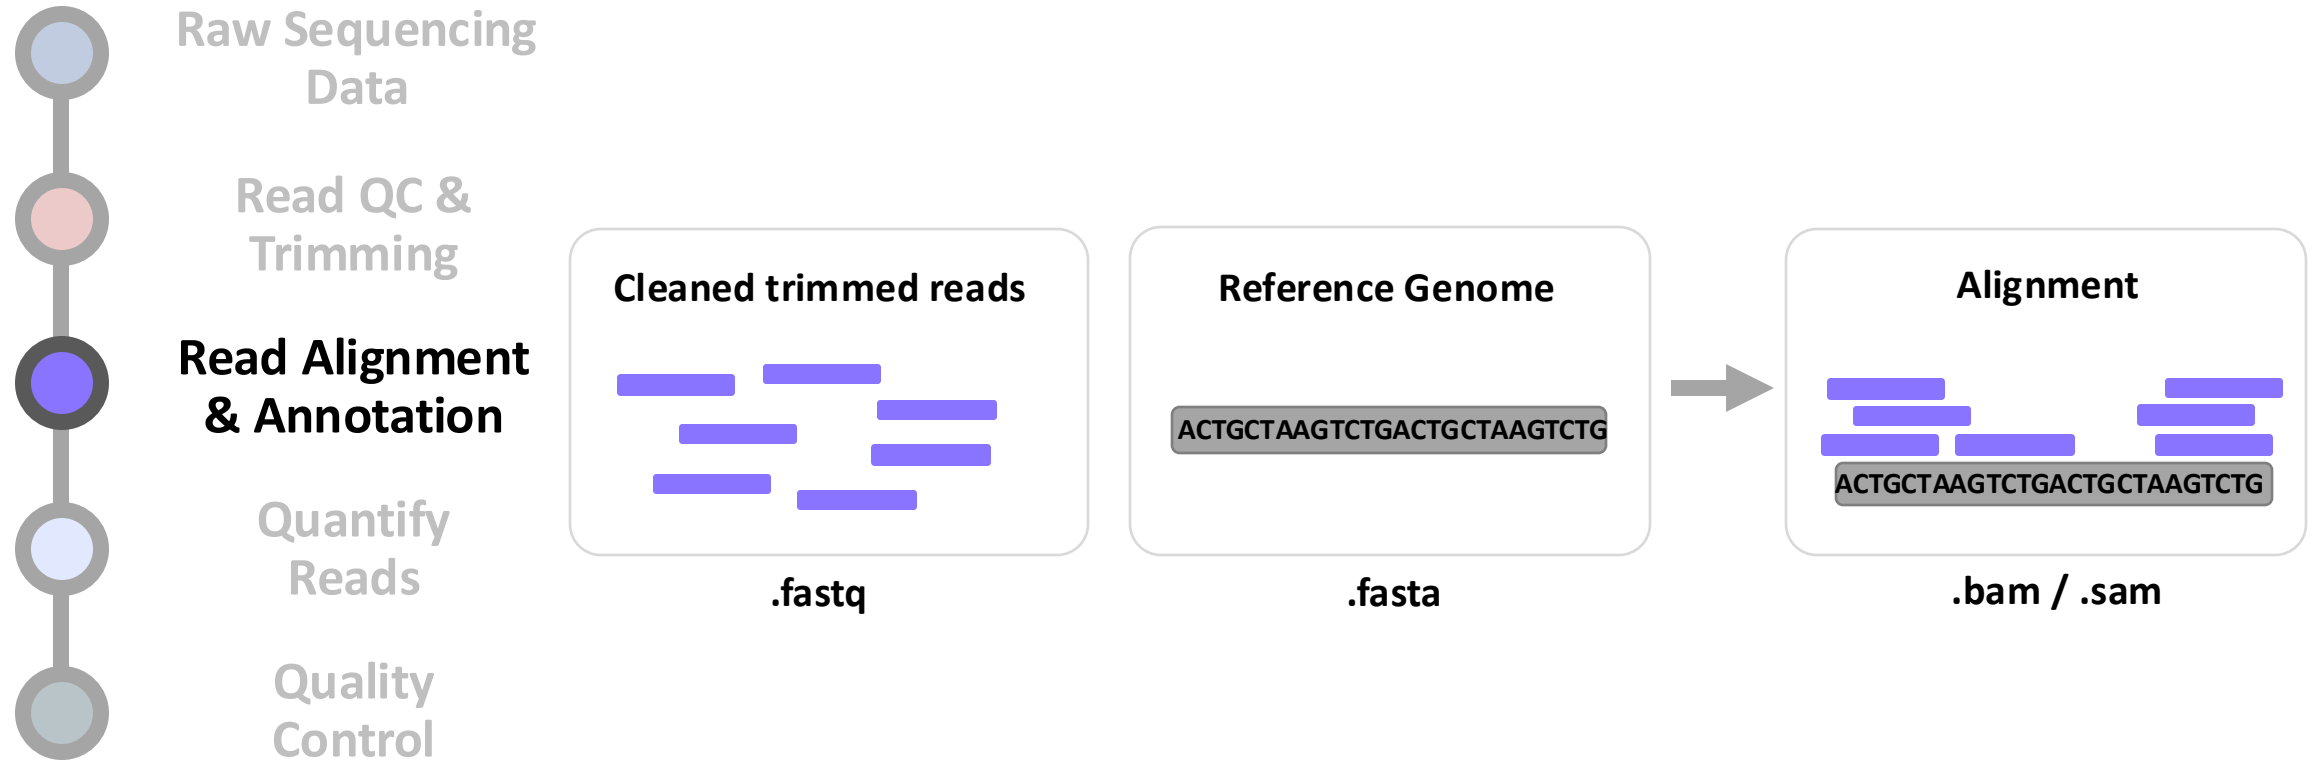 Raw Sequencing
Data
Read QC &
Trimming
Read Alignment
& Annotation
Quantify
Reads
Quality
Control
Cleaned trimmed reads
.fastq
Reference Genome
ACTGCTAAGTCTGACTGCTAAGTCTG
.fasta
Alignment
ACTGCTAAGTCTGACTGCTAAGTCTG
.bam / .sam